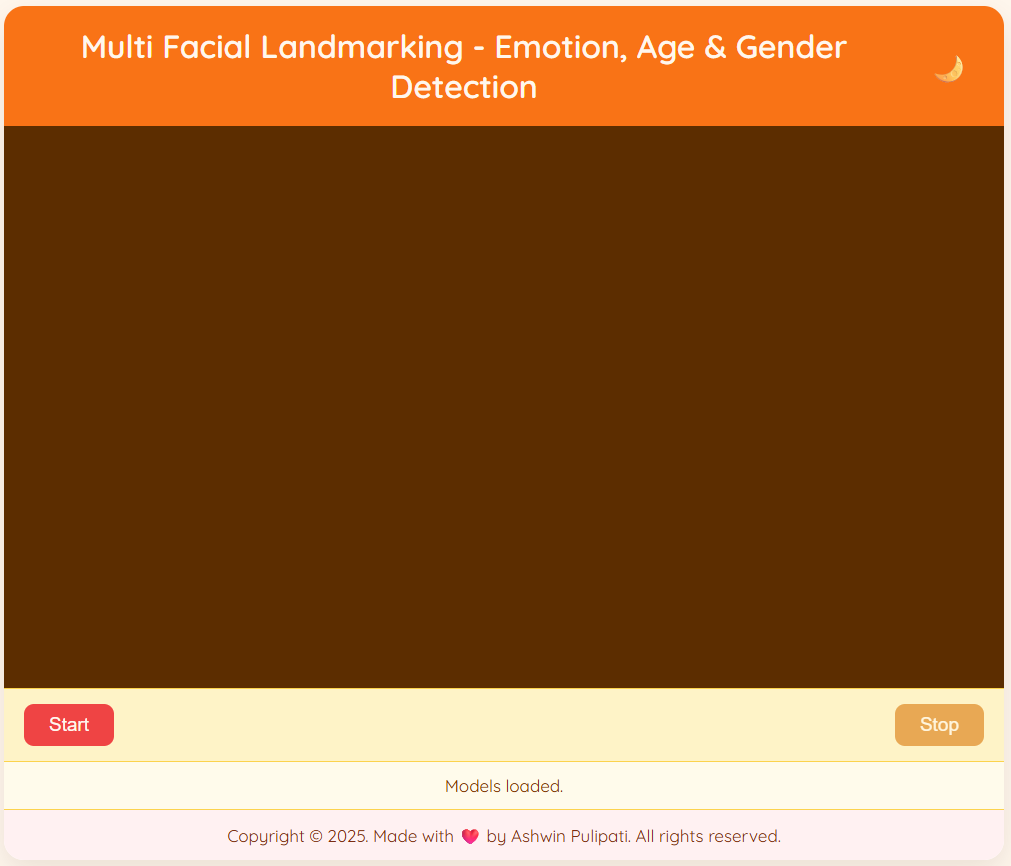 Multi Facial Landmarking - Emotion, Age & Gender
Detection
Start
Stop
Models loaded.
Copyright © 2025. Made with ❤️ by Ashwin Pulipati. All rights reserved.